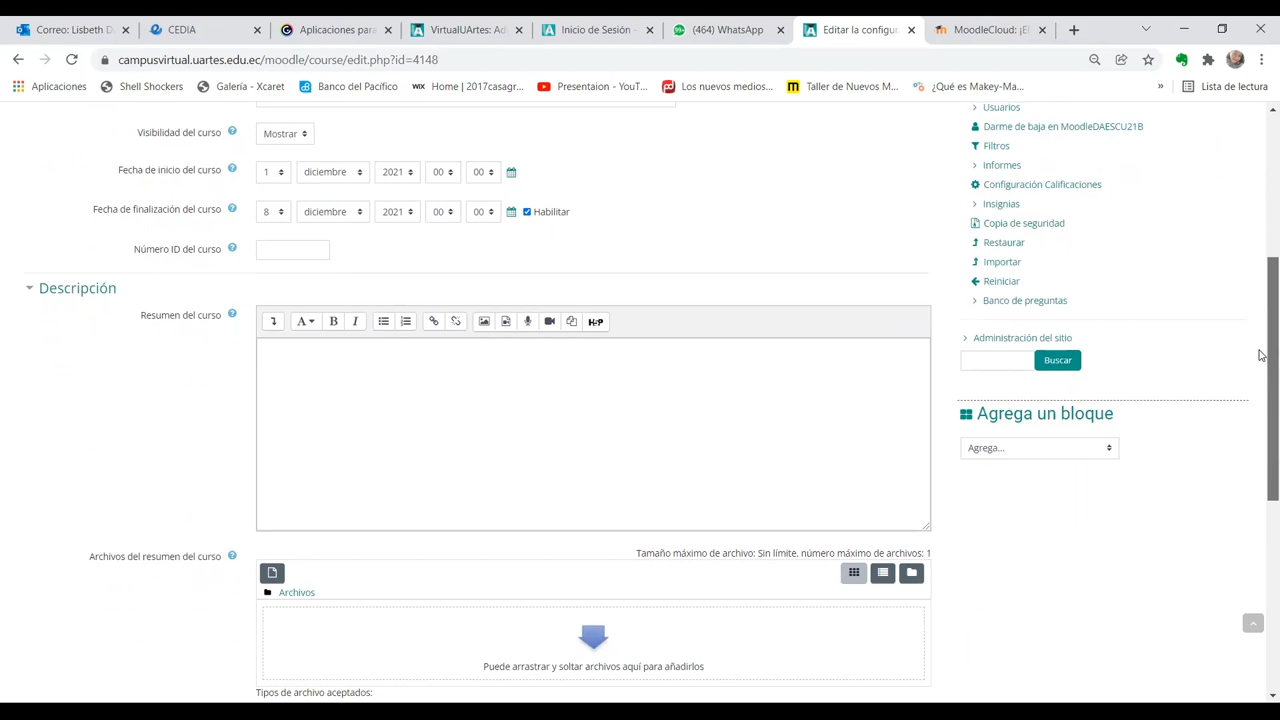 Correo: Lisbeth D
CEDIA
Aplicaciones para
VirtualUArtes: Ad
Inicio de Sesión
(464) WhatsApp
Editar la configu
MoodleCloud: ¡El
campusvirtual.uartes.edu.ec/moodle/course/edit.php?id=4148
Aplicaciones
Shell Shockers
Galería - Xcaret
Banco del Pacífico
WIX
Home | 2017casagr...
Presentaion - YouT...
Los nuevos medios...
Taller de Nuevos M...
¿Qué es Makey-Ma...
»
Lista de lectura
Visibilidad del curso
Mostrar
Fecha de inicio del curso
1
diciembre
2021
00
00
Fecha de finalización del curso
8
diciembre
2021
00
00
Habilitar
Número ID del curso
Descripción
Resumen del curso
A
B
I
H-P
Archivos del resumen del curso
Tamaño máximo de archivo: Sin límite, número máximo de archivos: 1
Archivos
Puede arrastrar y soltar archivos aquí para añadirlos
Tipos de archivo aceptados:
Usuarios
Darme de baja en MoodleDAESCU21B
Filtros
Informes
Configuración Calificaciones
Insignias
Copia de seguridad
Restaurar
Importar
Reiniciar
Banco de preguntas
Administración del sitio
Buscar
Agrega un bloque
Agrega...